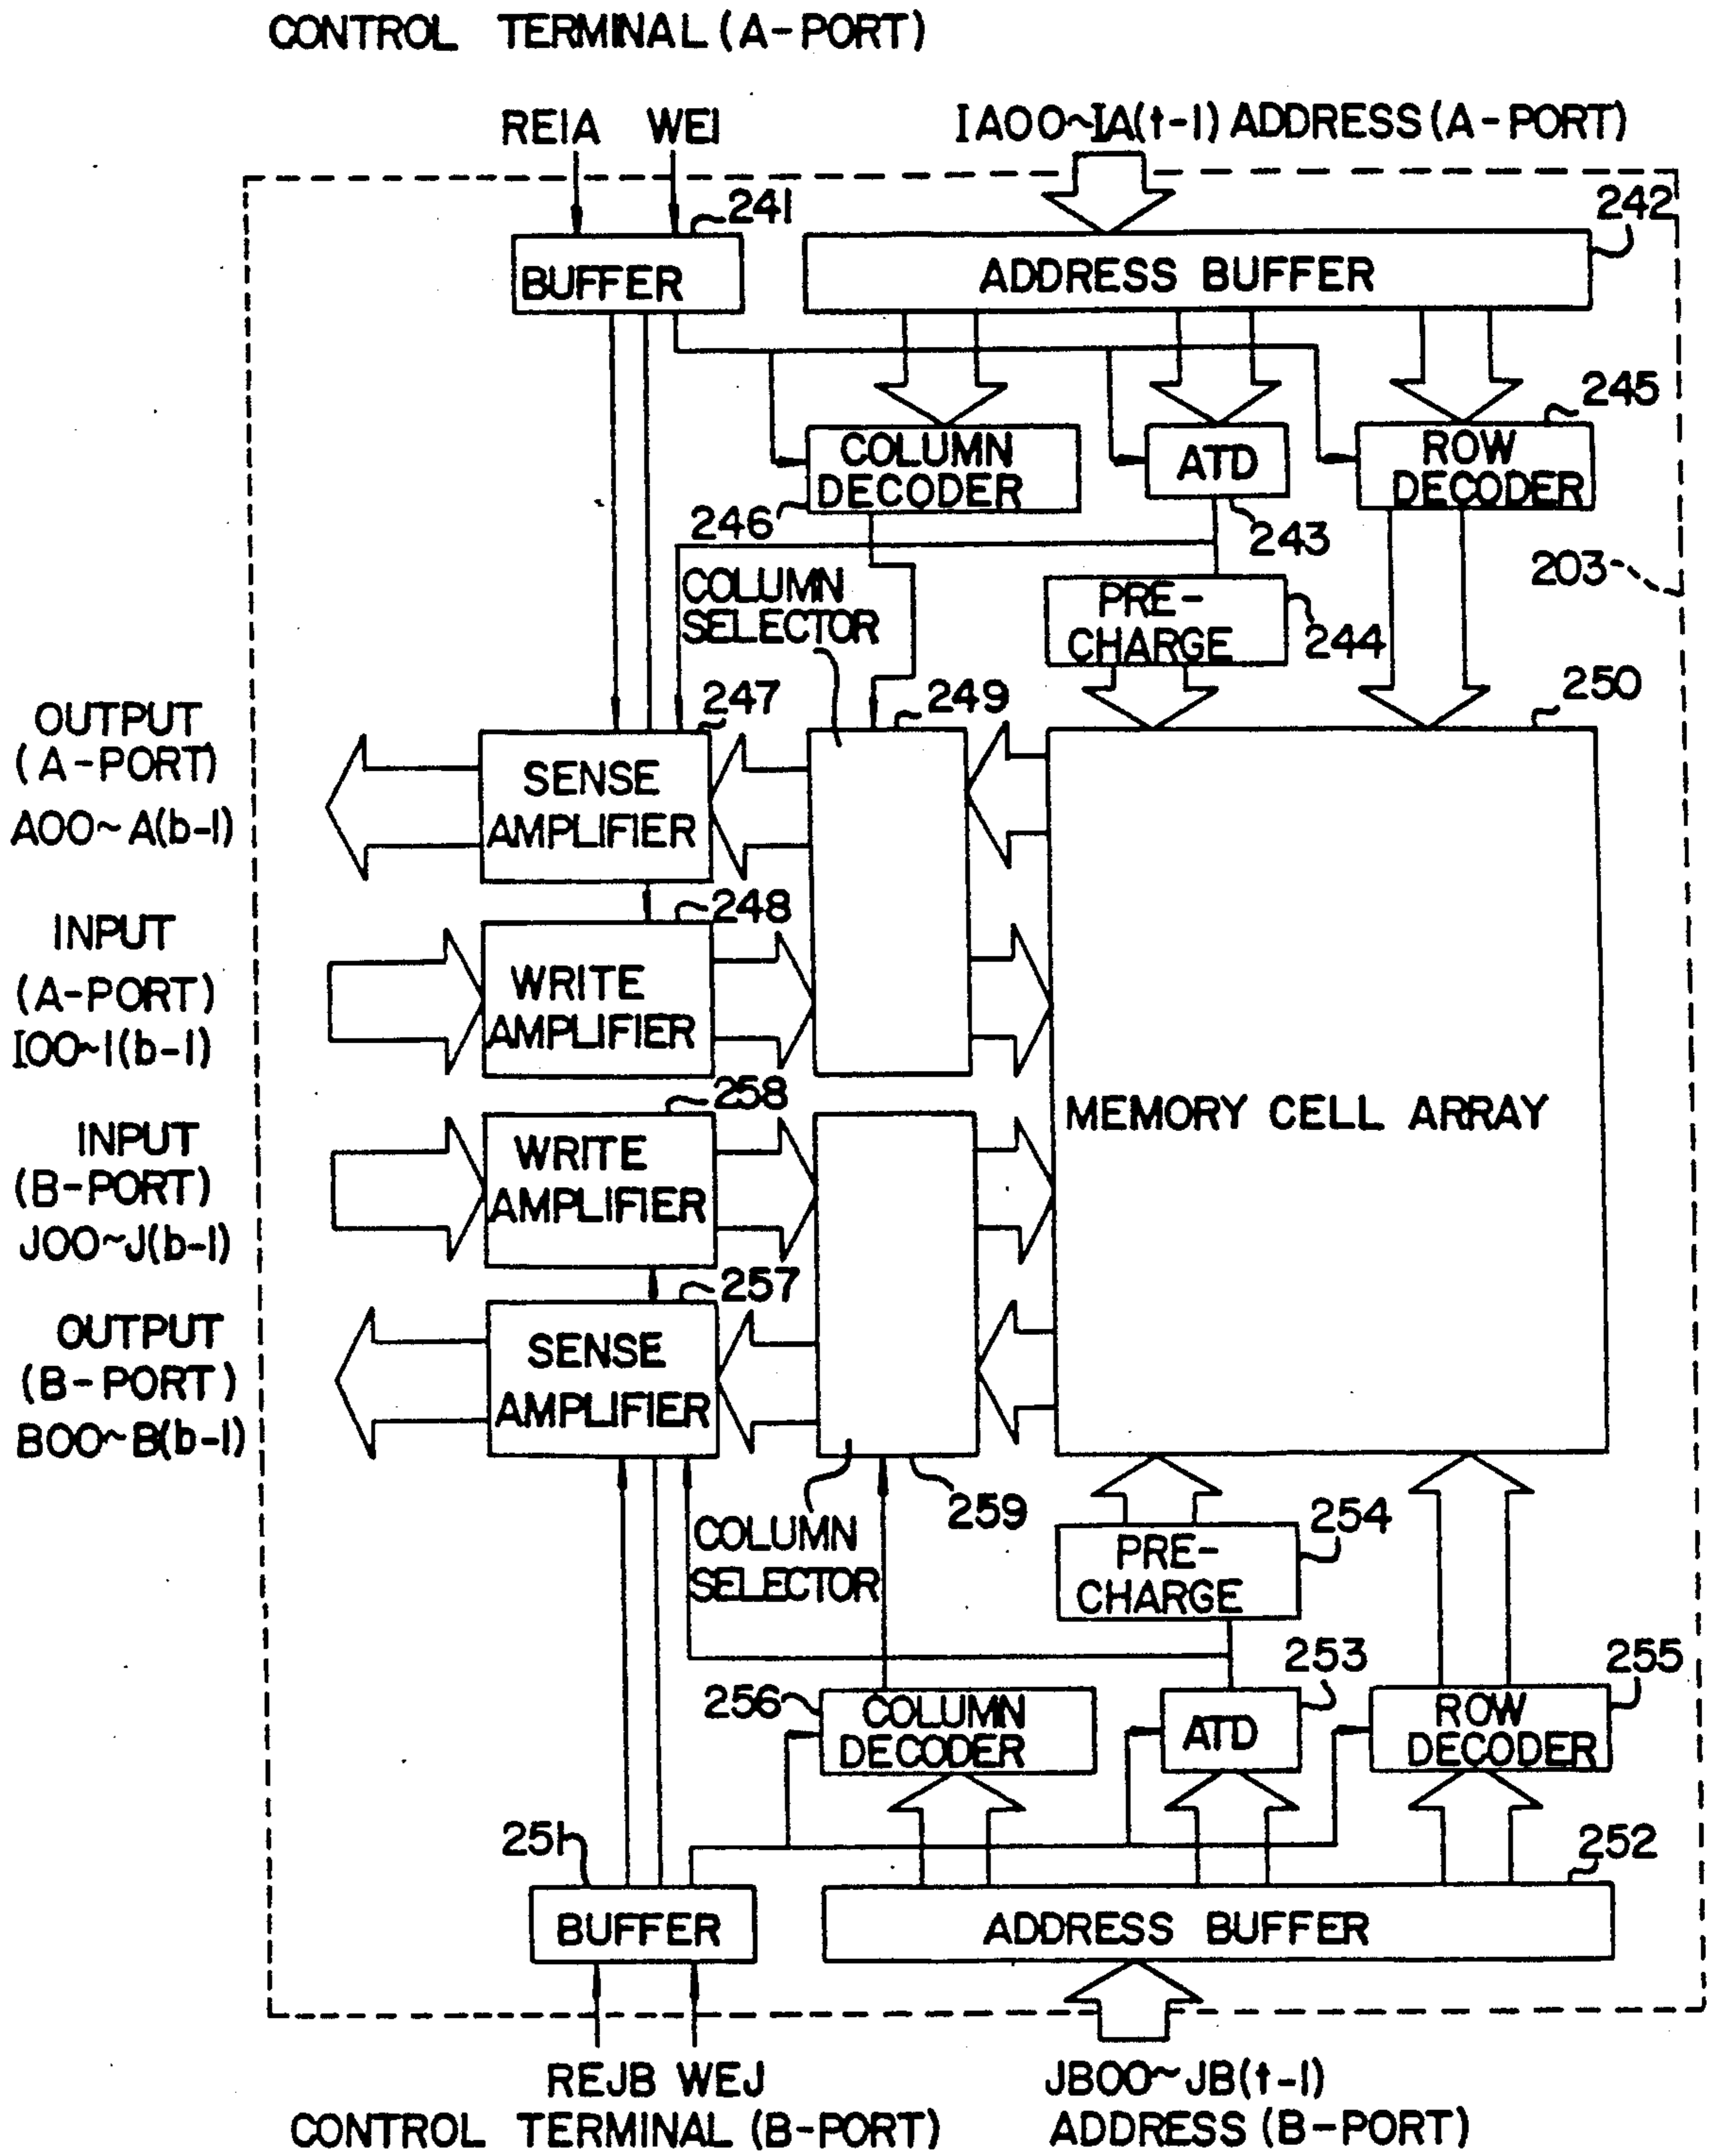 CONTROL TERMINAL (A-PORT)
REIA WEI
IA00~IA(t-1) ADDRESS (A-PORT)
241
242
BUFFER
ADDRESS BUFFER
245
COLUMN
DECODER
ATD
ROW
DECODER
246
243
203
COLUMN
SELECTOR
PRE-
CHARGE
244
OUTPUT
(A-PORT)
A00~A(b-1)
247
249
250
SENSE
AMPLIFIER
INPUT
(A-PORT)
I00~I(b-1)
248
WRITE
AMPLIFIER
MEMORY CELL ARRAY
258
INPUT
(B-PORT)
J00~J(b-1)
WRITE
AMPLIFIER
257
OUTPUT
(B-PORT)
B00~B(b-1)
SENSE
AMPLIFIER
259
COLUMN
SELECTOR
254
PRE-
CHARGE
253
255
256
COLUMN
DECODER
ATD
ROW
DECODER
251
252
BUFFER
ADDRESS BUFFER
REJB WEJ
CONTROL TERMINAL (B-PORT)
JB00~JB(t-1)
ADDRESS (B-PORT)